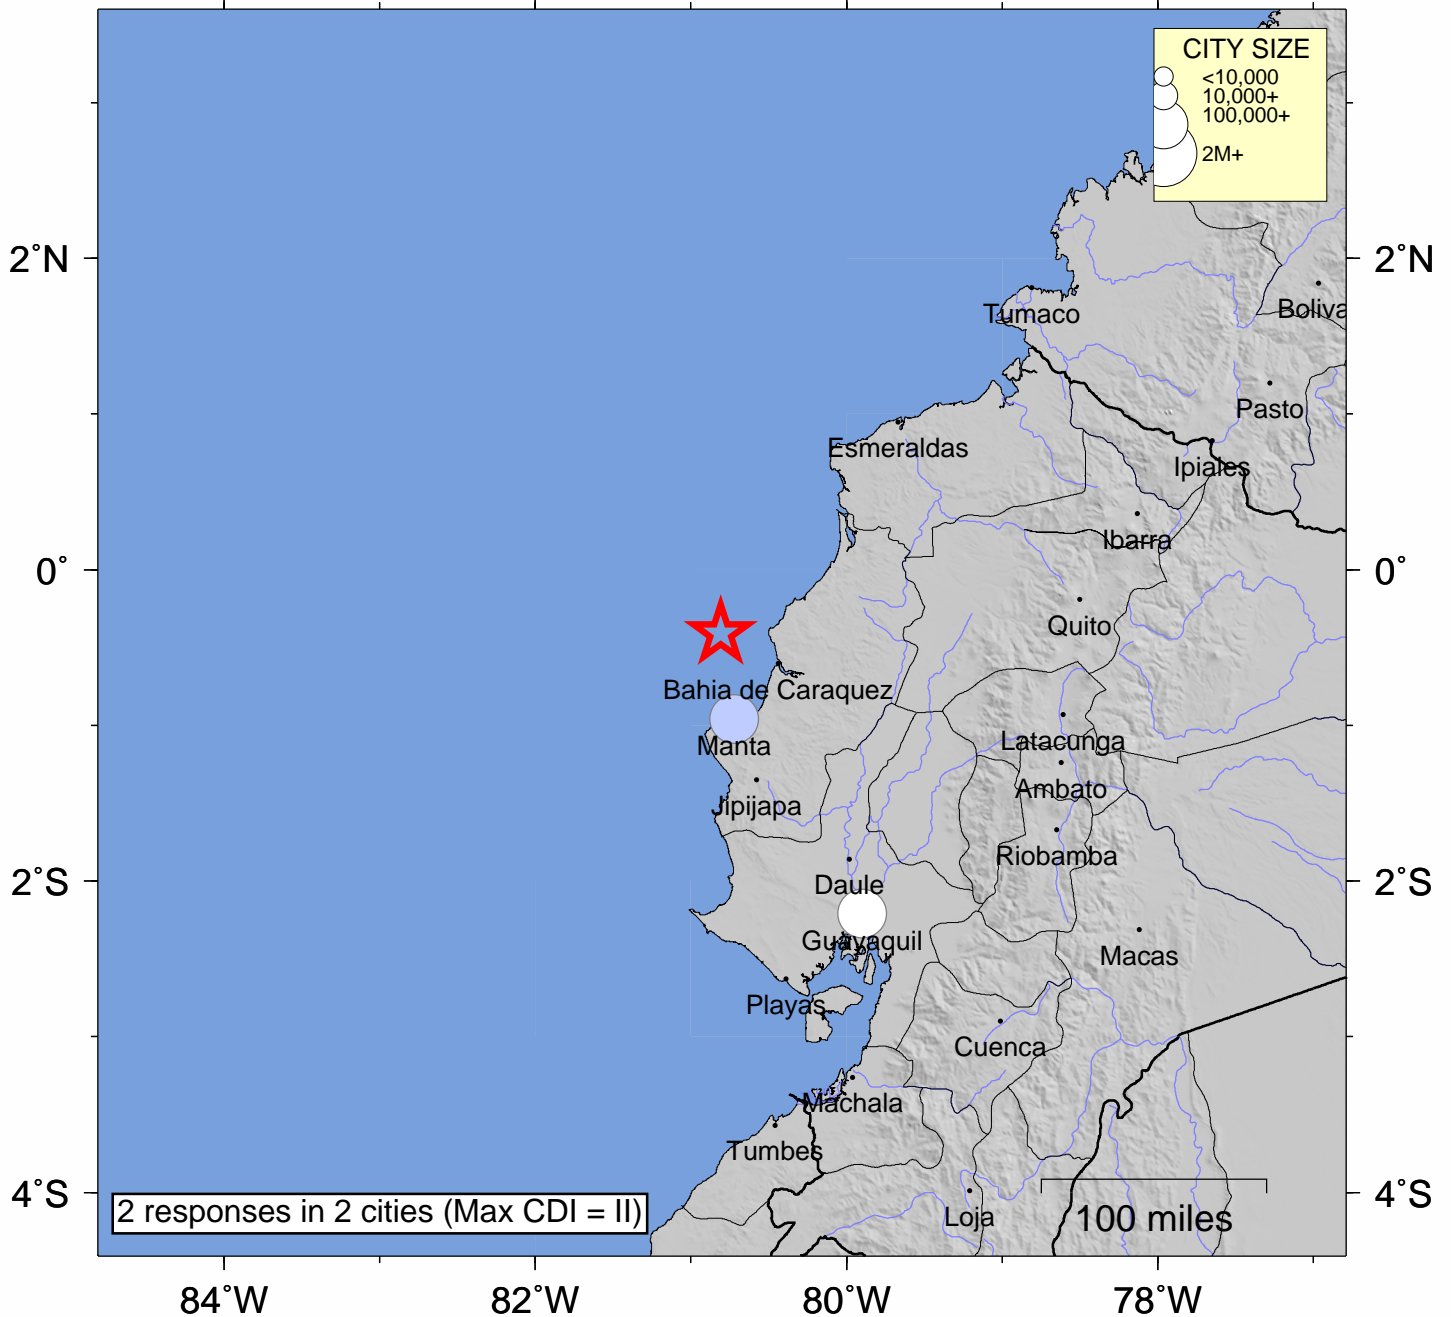 CITY SIZE
<10,000
10,000+
100,000+
2M+
2˚N
2˚N
Tumaco
Boliva
Pasto
Esmeraldas
Ipiales
Ibarra
0˚
0˚
Quito
Bahia de Caraquez
Manta
Latacunga
Ambato
Jipijapa
Riobamba
2˚S
Daule
2˚S
Guayaquil
Macas
Playas
Cuenca
Machala
Tumbes
4˚S
2 responses in 2 cities (Max CDI = II)
Loja
100 miles
4˚S
84˚W
82˚W
80˚W
78˚W